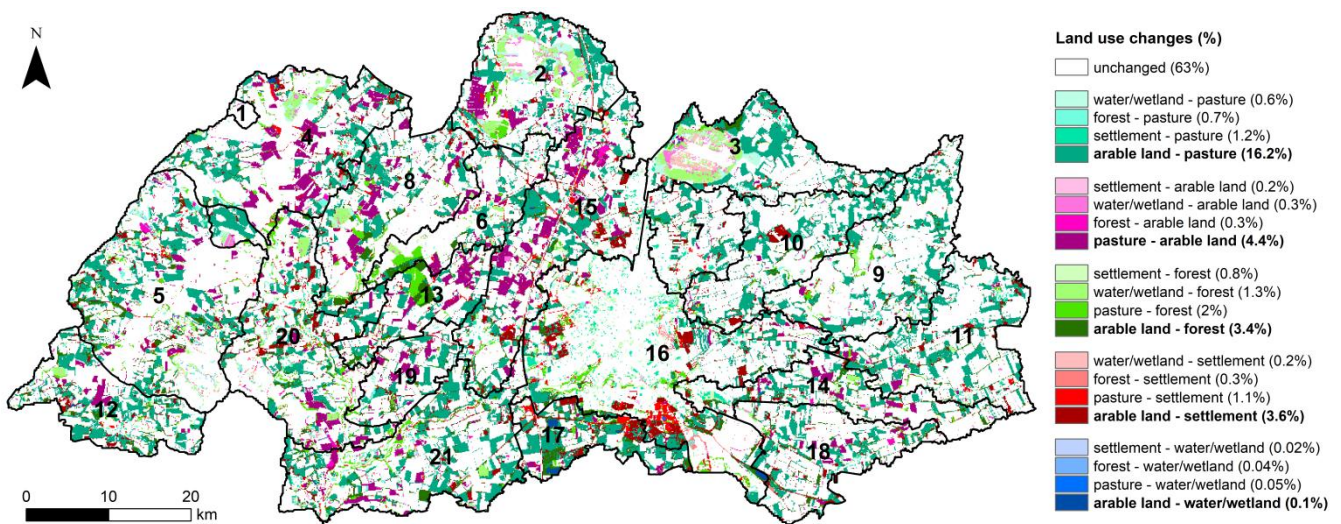 N
Land use changes (%)
unchanged (63%)
water/wetland - pasture (0.6%)
forest - pasture (0.7%)
settlement - pasture (1.2%)
arable land - pasture (16.2%)
settlement - arable land (0.2%)
water/wetland - arable land (0.3%)
forest - arable land (0.3%)
pasture - arable land (4.4%)
settlement - forest (0.8%)
water/wetland - forest (1.3%)
pasture - forest (2%)
arable land - forest (3.4%)
water/wetland - settlement (0.2%)
forest - settlement (0.3%)
pasture - settlement (1.1%)
arable land - settlement (3.6%)
settlement - water/wetland (0.02%)
forest - water/wetland (0.04%)
pasture - water/wetland (0.05%)
arable land - water/wetland (0.1%)
1
2
3
4
5
6
7
8
9
10
11
12
13
14
15
16
17
18
19
20
21
0 10 20
km